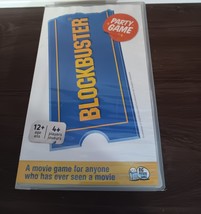 PARTY
GAME
BLOCKBUSTER
12+
4+
A movie game for anyone
who has ever seen a movie